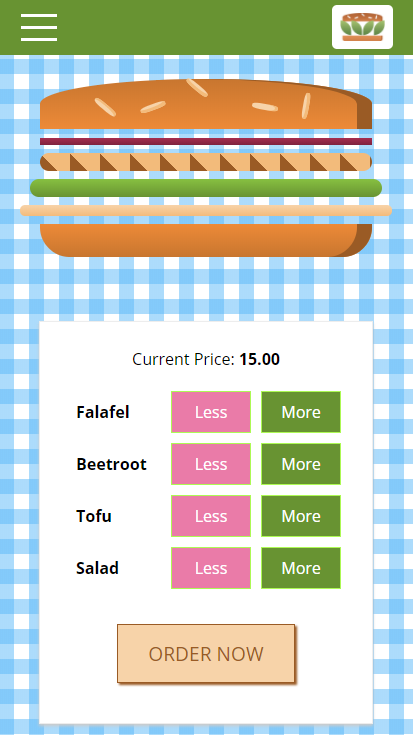 Current Price: 15.00
Falafel Less More
Beetroot Less More
Tofu Less More
Salad Less More
ORDER NOW